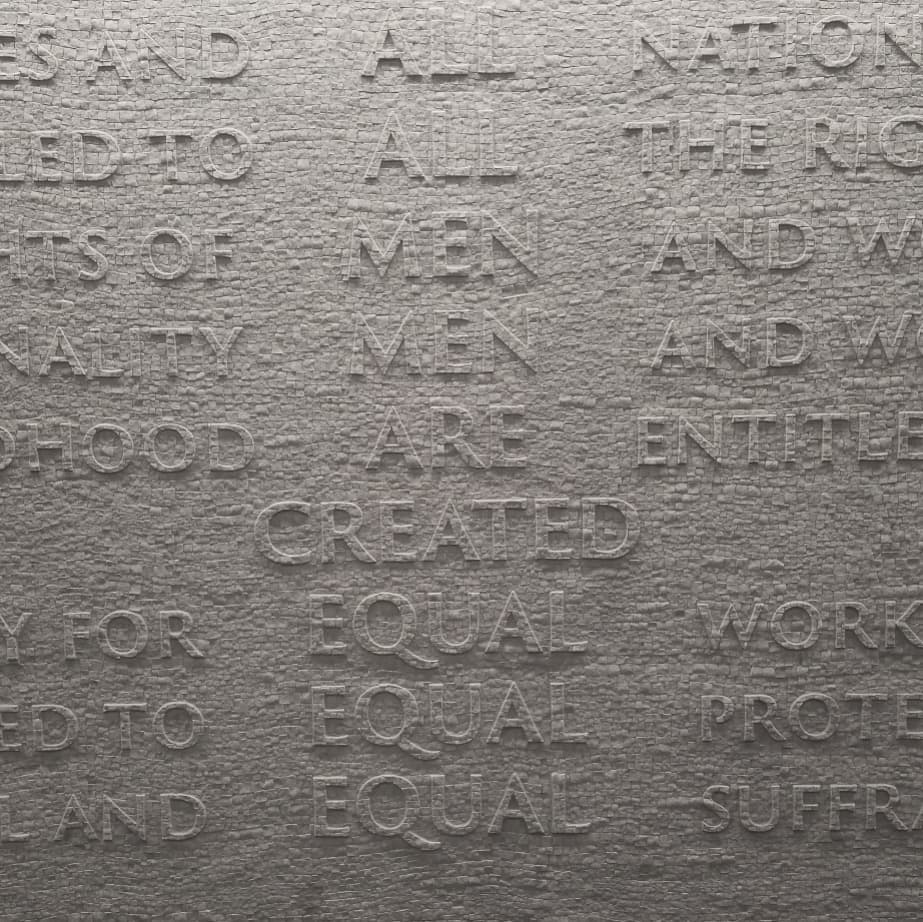 ES AND ALL NATION
LED TO ALL THE RIG
HTS OF MEN AND W
NALITY MEN AND W
DHOOD ARE ENTITLE
CREATED
Y FOR EQUAL WORK
ED TO EQUAL PROTE
L AND EQUAL SUFFRA